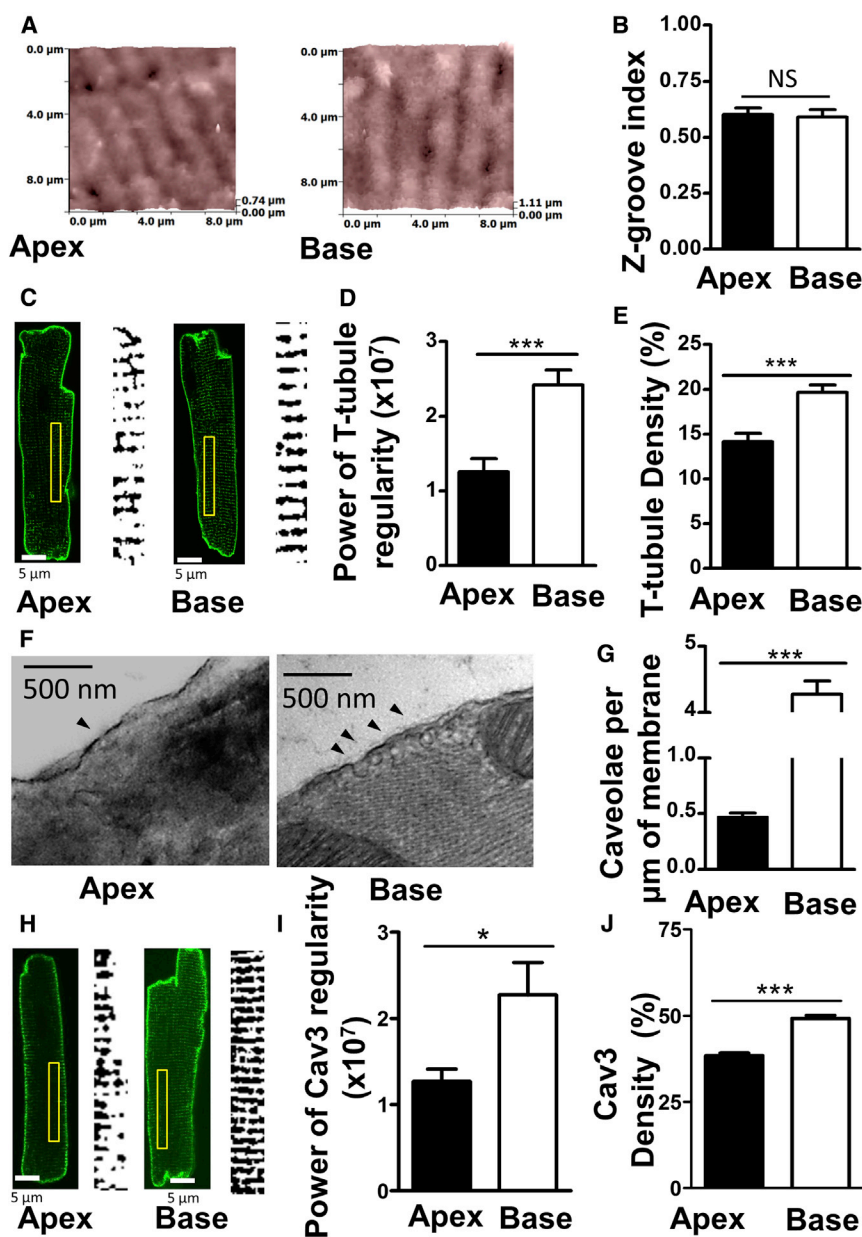 A
0.0 µm
4.0 µm
8.0 µm
0.74 µm
0.00 µm
0.0 µm 4.0 µm 8.0 µm
Apex
0.0 µm
4.0 µm
8.0 µm
1.11 µm
0.00 µm
0.0 µm 4.0 µm 8.0 µm
Base
B
Z-groove index
0.75
0.60
0.50
0.25
0.00
NS
Apex Base
C
5 µm
Apex
5 µm
Base
D
Power of T-tubule
regularity (x10⁷)
3
2
1
0
***
Apex Base
E
T-tubule Density (%)
25
20
15
10
5
0
***
Apex Base
F
500 nm
Apex
500 nm
Base
G
Caveolae per
µm of membrane
5
4
1.0
0.5
0.0
***
Apex Base
H
5 µm
Apex
5 µm
Base
I
Power of Cav3 regularity
(x10⁷)
3
2
1
0
*
Apex Base
J
Cav3
Density (%)
50
25
0
***
Apex Base